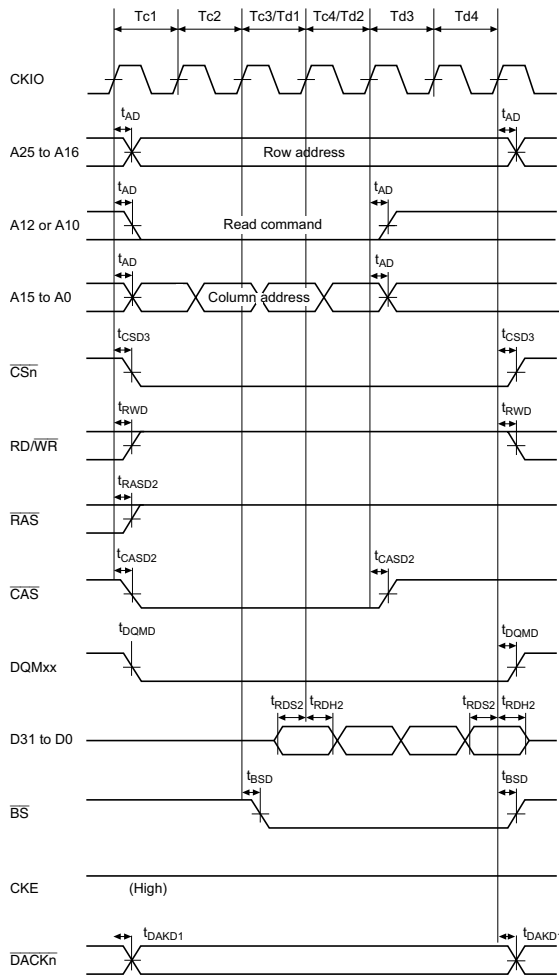 Tc1 Tc2 Tc3/Td1 Tc4/Td2 Td3 Td4
CKIO
tAD tAD
A25 to A16 Row address
tAD tAD
A12 or A10 Read command
tAD tAD
A15 to A0 Column address
tCSD3 tCSD3
CSn
tRWD tRWD
RD/WR
tRASD2
RAS
tCASD2 tCASD2
CAS
tDQMD tDQMD
DQMxx
tRDS2 tRDH2 tRDS2 tRDH2
D31 to D0
tBSD tBSD
BS
CKE (High)
tDAKD1 tDAKD1
DACKn